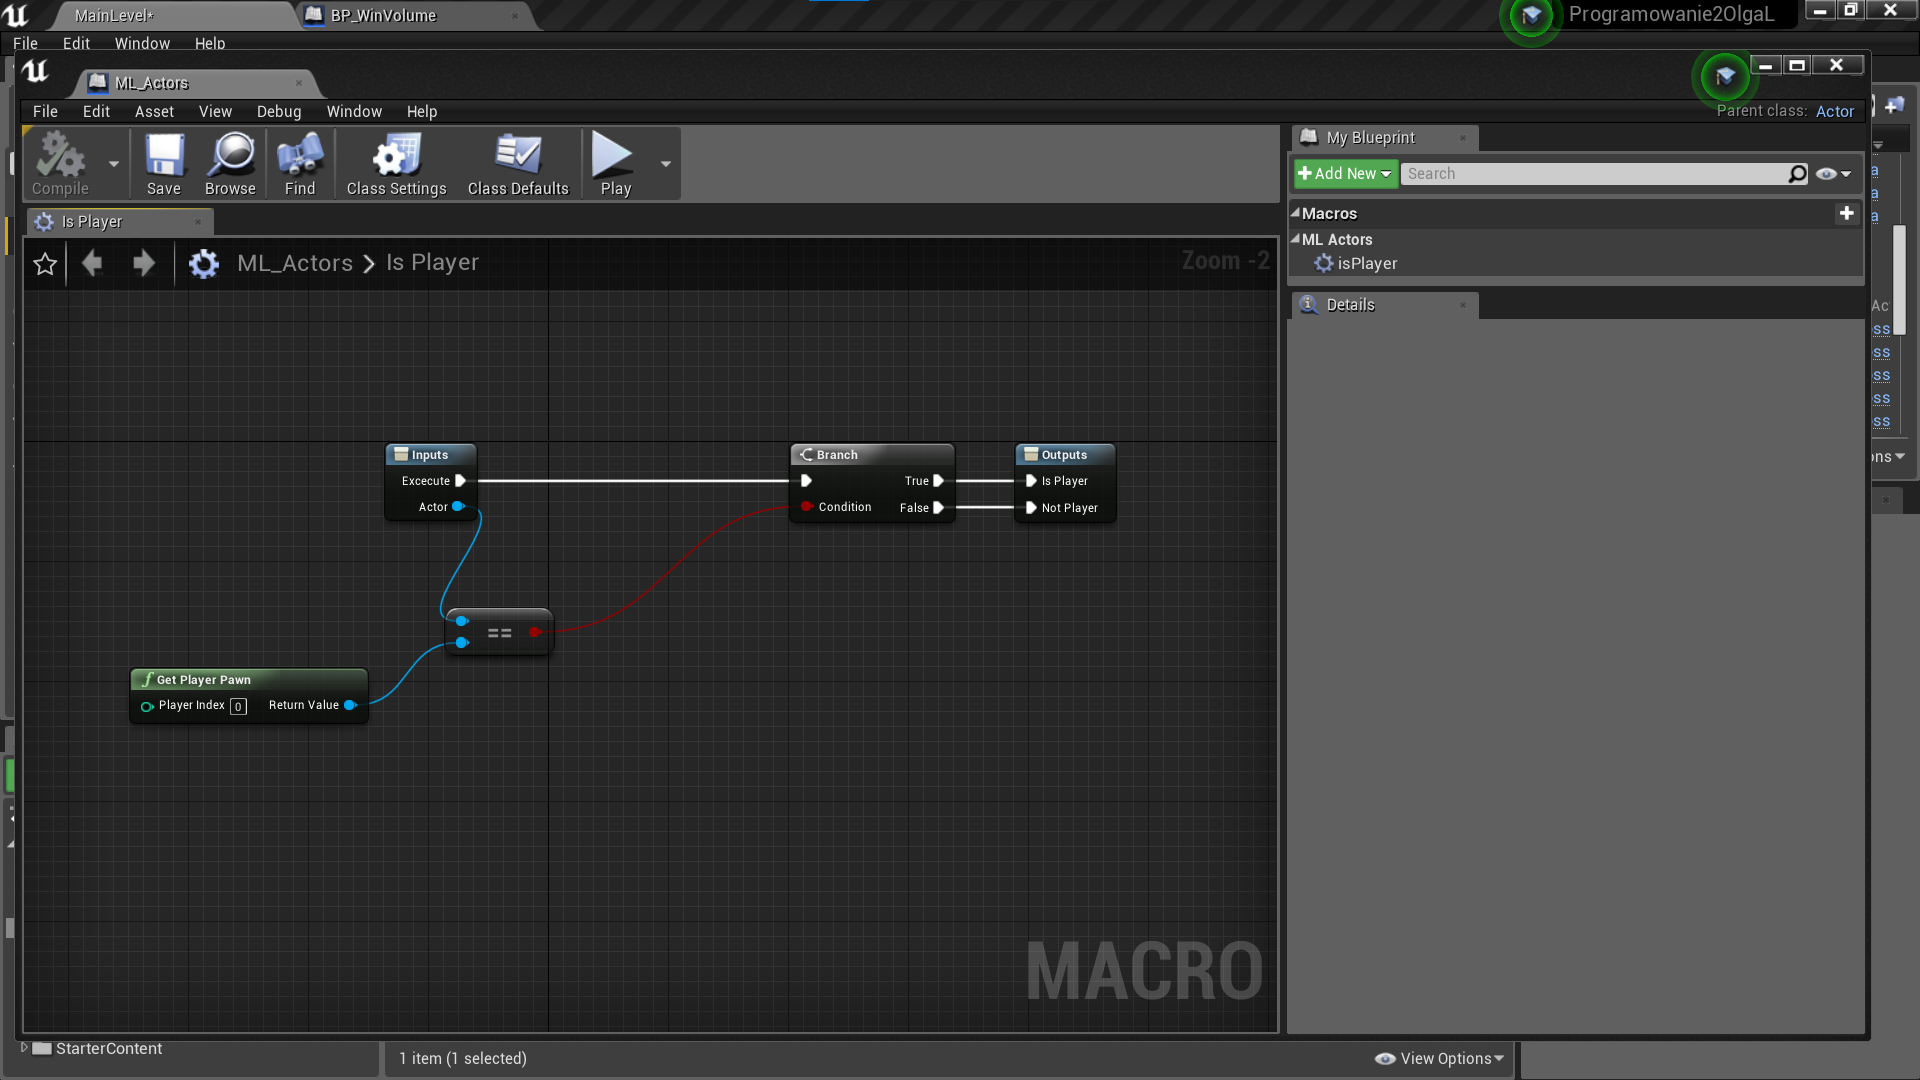 MainLevel*
BP_WinVolume
Programowanie2OlgaL
File Edit Window Help
ML_Actors
File Edit Asset View Debug Window Help
Parent class: Actor
Compile Save Browse Find Class Settings Class Defaults Play
My Blueprint
Add New Search
Is Player
Macros
ML Actors
isPlayer
ML_Actors > Is Player
Zoom -2
Details
Inputs
Excecute
Actor
Branch
True
Condition
False
Outputs
Is Player
Not Player
==
Get Player Pawn
Player Index 0 Return Value
MACRO
StarterContent
1 item (1 selected)
View Options